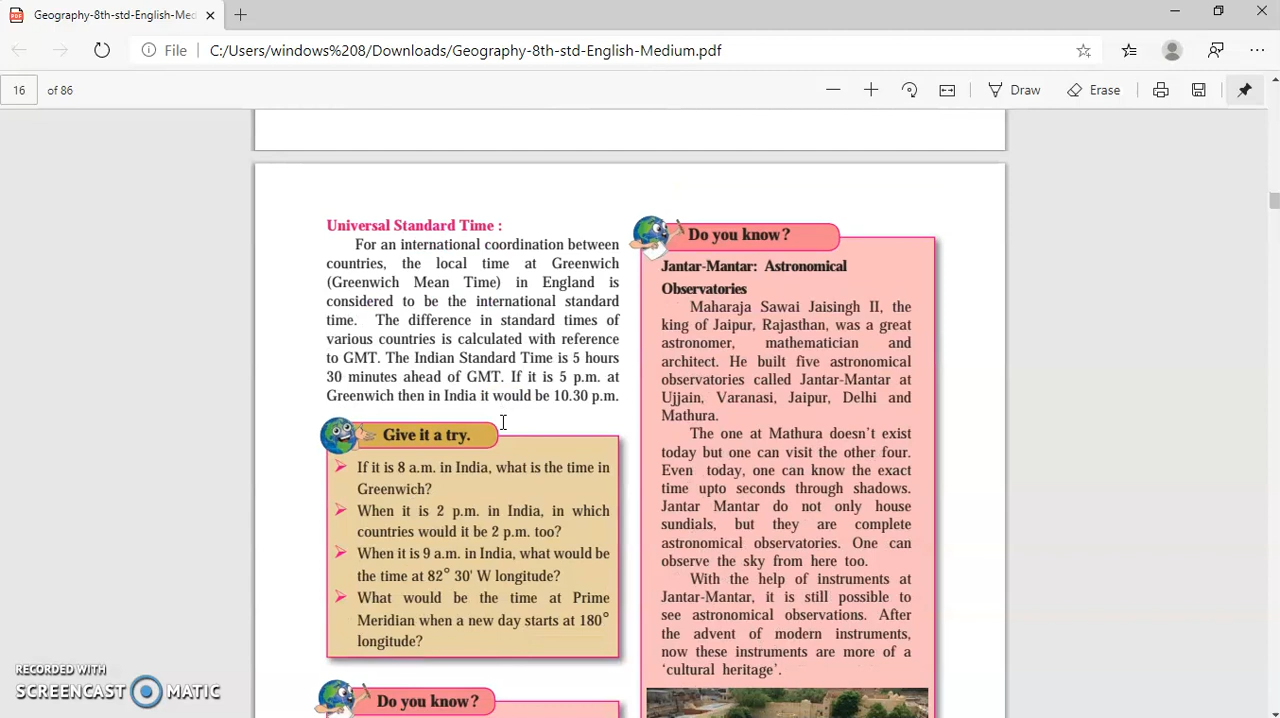 Geography-8th-std-English-Med
File
C:/Users/windows%208/Downloads/Geography-8th-std-English-Medium.pdf
16
of 86
Draw
Erase
Universal Standard Time :
For an international coordination between
countries, the local time at Greenwich
(Greenwich Mean Time) in England is
considered to be the international standard
time. The difference in standard times of
various countries is calculated with reference
to GMT. The Indian Standard Time is 5 hours
30 minutes ahead of GMT. If it is 5 p.m. at
Greenwich then in India it would be 10.30 p.m.
Give it a try.
If it is 8 a.m. in India, what is the time in
Greenwich?
When it is 2 p.m. in India, in which
countries would it be 2 p.m. too?
When it is 9 a.m. in India, what would be
the time at 82° 30' W longitude?
What would be the time at Prime
Meridian when a new day starts at 180°
longitude?
Do you know?
Do you know?
Jantar-Mantar: Astronomical
Observatories
Maharaja Sawai Jaisingh II, the
king of Jaipur, Rajasthan, was a great
astronomer, mathematician and
architect. He built five astronomical
observatories called Jantar-Mantar at
Ujjain, Varanasi, Jaipur, Delhi and
Mathura.
The one at Mathura doesn't exist
today but one can visit the other four.
Even today, one can know the exact
time upto seconds through shadows.
Jantar Mantar do not only house
sundials, but they are complete
astronomical observatories. One can
observe the sky from here too.
With the help of instruments at
Jantar-Mantar, it is still possible to
see astronomical observations. After
the advent of modern instruments,
now these instruments are more of a
'cultural heritage'.
RECORDED WITH
SCREENCAST MATIC